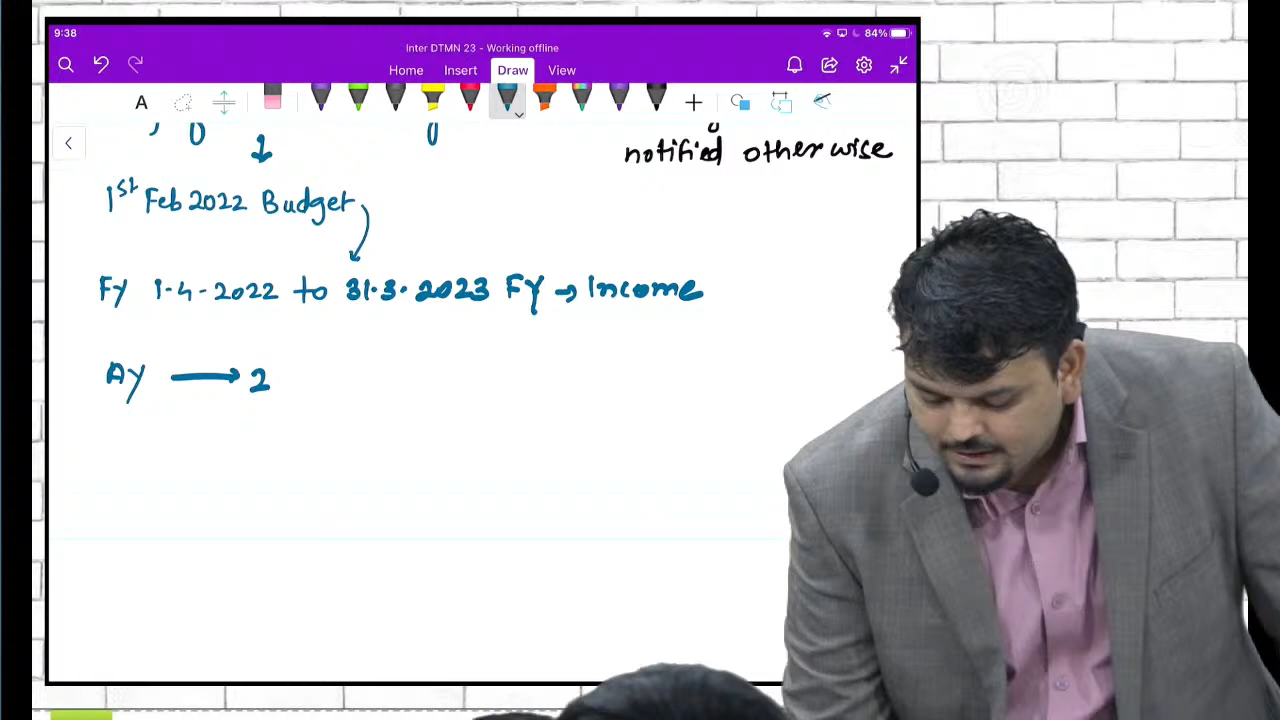 9:38
84%
Inter DTMN 23 - Working offline
Home Insert Draw View
A
notified otherwise
1st Feb 2022 Budget
FY 1.4.2022 to 31.3.2023 FY → Income
AY → 2